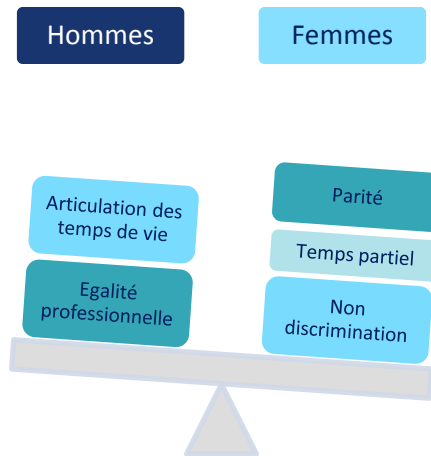 Hommes
Femmes
Articulation des
temps de vie
Egalité
professionnelle
Parité
Temps partiel
Non
discrimination